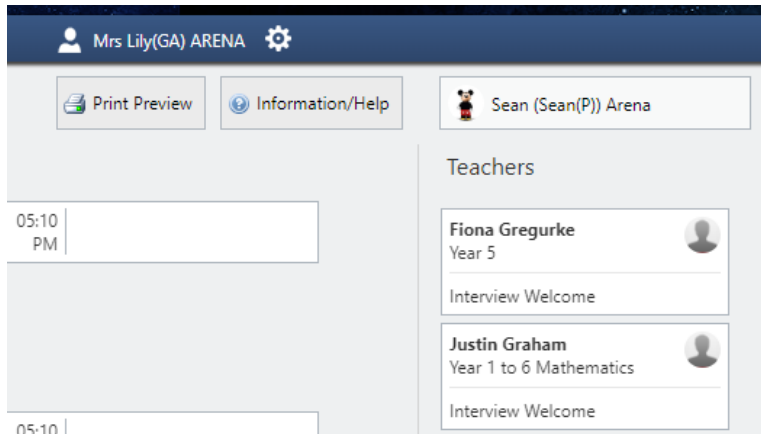 Mrs Lily(GA) ARENA
Print Preview
Information/Help
Sean (Sean(P)) Arena
Teachers
05:10
PM
Fiona Gregurke
Year 5
Interview Welcome
Justin Graham
Year 1 to 6 Mathematics
Interview Welcome
05:10